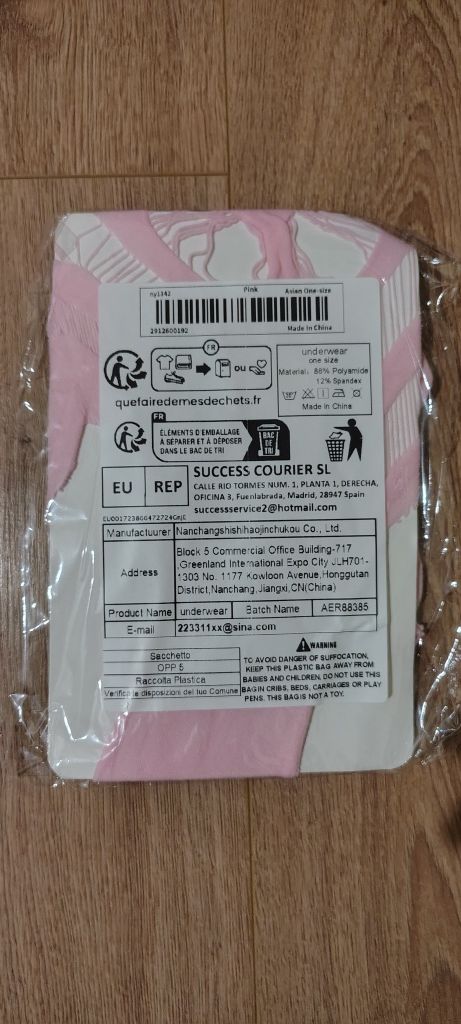 ny1342 Pink Asian One-size
2912600192 Made In China
FR
ou
quefairedemesdechets.fr
underwear
one size
Material: 88% Polyamide
12% Spandex
Made in China
FR
ÉLÉMENTS D'EMBALLAGE
À SÉPARER ET À DÉPOSER
DANS LE BAC DE TRI
BAC
DE
TRI
EU REP
SUCCESS COURIER SL
CALLE RIO TORMES NUM. 1, PLANTA 1, DERECHA,
OFICINA 3, Fuenlabrada, Madrid, 28947 Spain
successservice2@hotmail.com
Manufactuurer Nanchangshishihaojinchukou Co., Ltd.
Address
Block 5 Commercial Office Building-717
,Greenland International Expo City JLH701-
1303 No. 1177 Kowloon Avenue,Honggutan
District,Nanchang,Jiangxi,CN(China)
Product Name underwear Batch Name AER88385
E-mail 223311xx@sina.com
Sacchetto
OPP 5
Raccolta Plastica
Verifica le disposizioni del tuo Comune
WARNING
TO AVOID DANGER OF SUFFOCATION,
KEEP THIS PLASTIC BAG AWAY FROM
BABIES AND CHILDREN, DO NOT USE THIS
BAG IN CRIBS, BEDS, CARRIAGES OR PLAY
PENS. THIS BAG IS NOT A TOY.